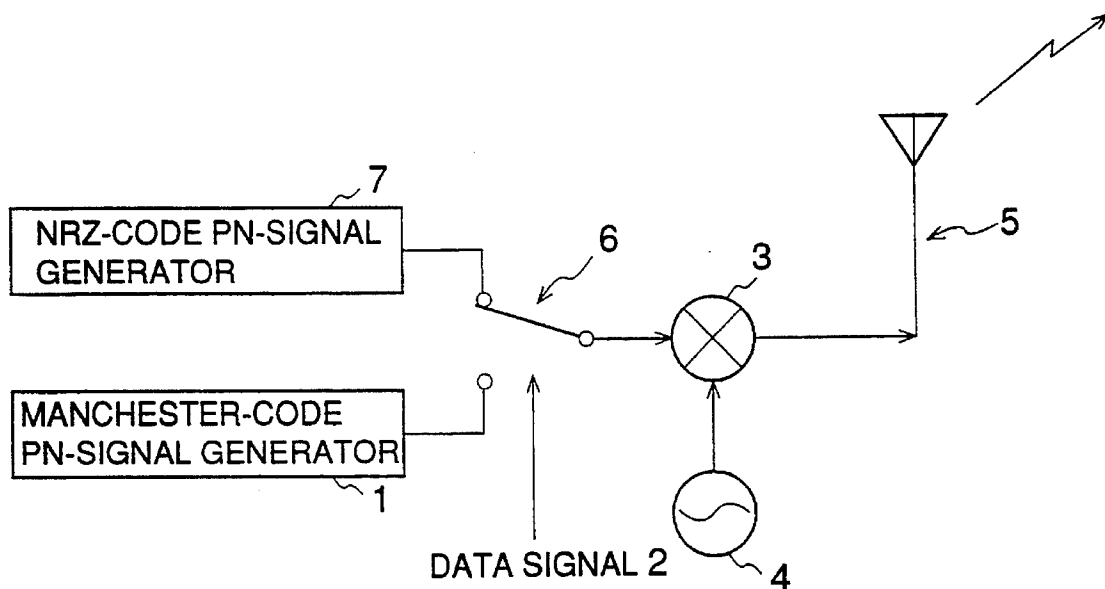 7
NRZ-CODE PN-SIGNAL
GENERATOR
6
3
5
MANCHESTER-CODE
PN-SIGNAL GENERATOR
1
DATA SIGNAL 2
4